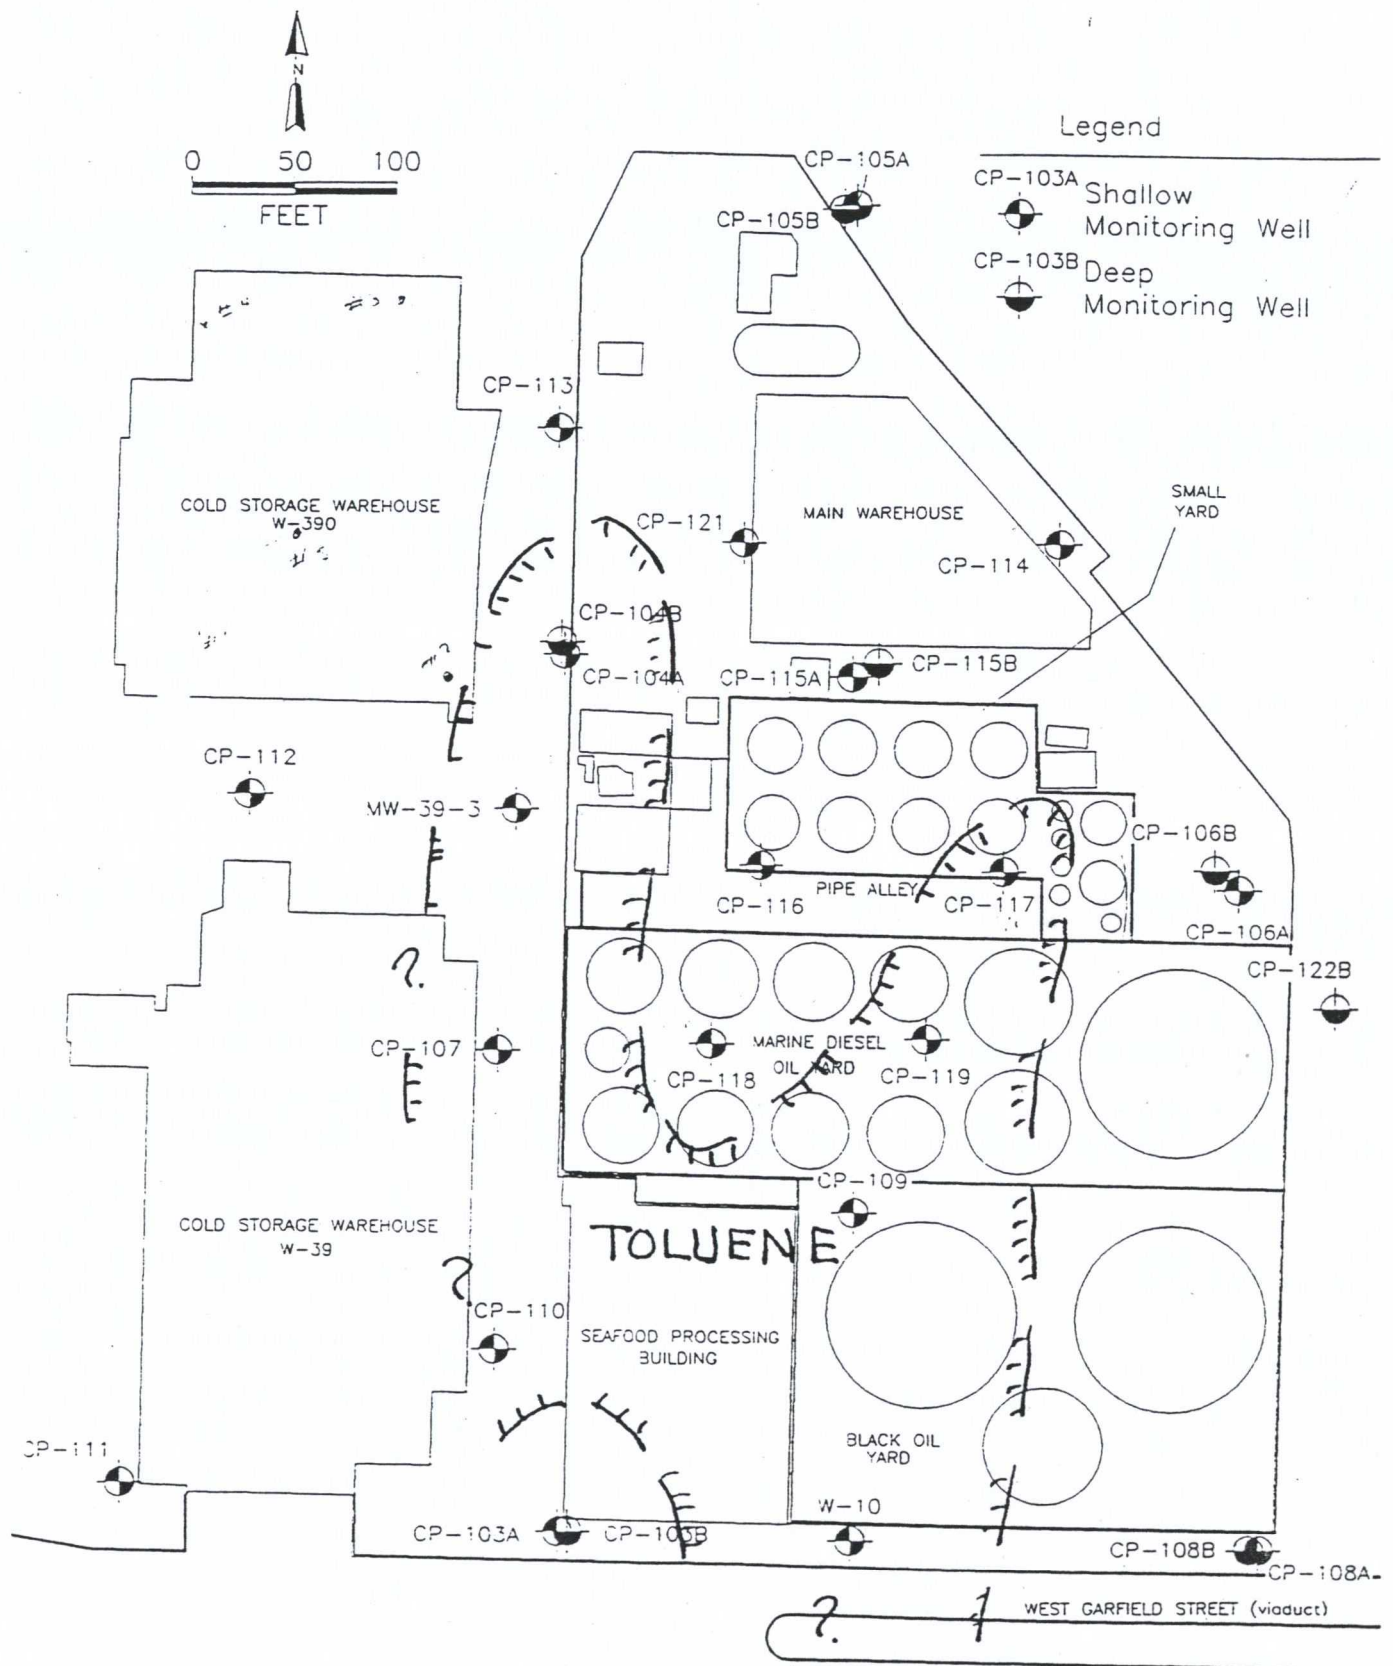 N
0 50 100
FEET
Legend
CP-103A
Shallow
Monitoring Well
CP-103B
Deep
Monitoring Well
CP-105A
CP-105B
CP-113
COLD STORAGE WAREHOUSE
W-390
CP-121
MAIN WAREHOUSE
SMALL
YARD
CP-114
CP-104B
CP-104A
CP-115A
CP-115B
CP-112
MW-39-3
CP-106B
PIPE ALLEY
CP-116
CP-117
CP-106A
CP-122B
?
CP-107
MARINE DIESEL
OIL YARD
CP-118
CP-119
CP-109
COLD STORAGE WAREHOUSE
W-39
TOLUENE
?
CP-110
SEAFOOD PROCESSING
BUILDING
BLACK OIL
YARD
CP-111
CP-103A
CP-103B
W-10
CP-108B
CP-108A
?
WEST GARFIELD STREET (viaduct)